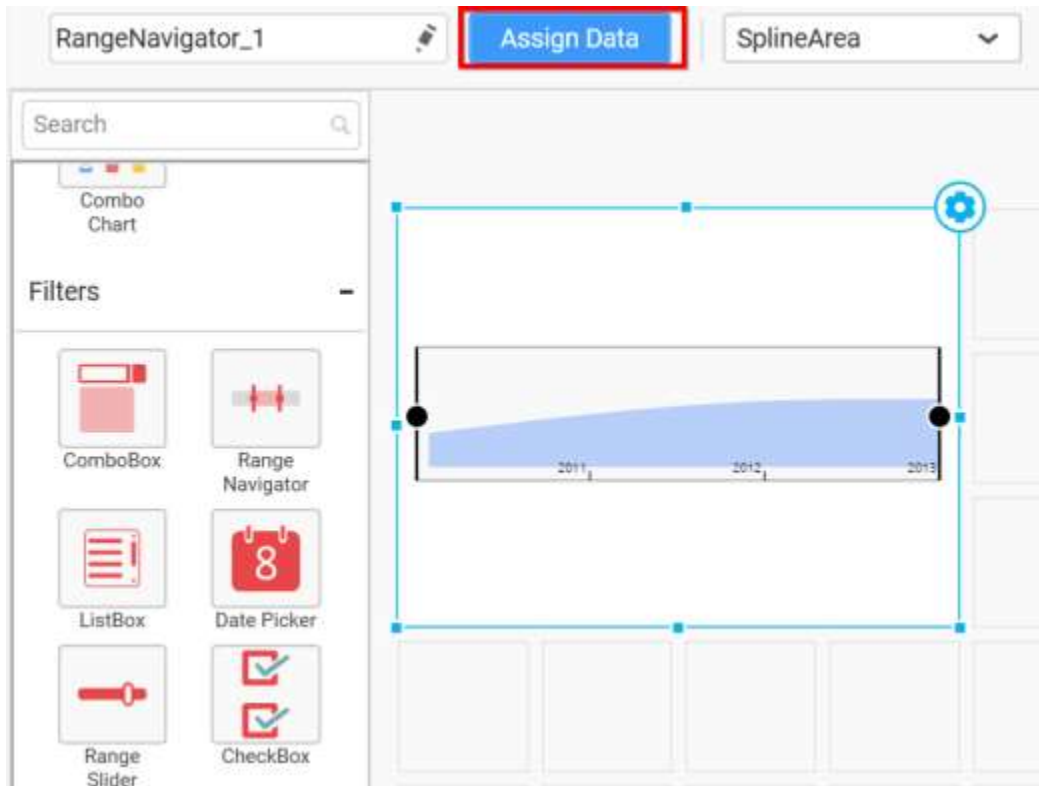 RangeNavigator_1
Assign Data
SplineArea
Search
Combo
Chart
Filters
ComboBox
Range
Navigator
2011
2012
2013
ListBox
8
Date Picker
Range
Slider
CheckBox